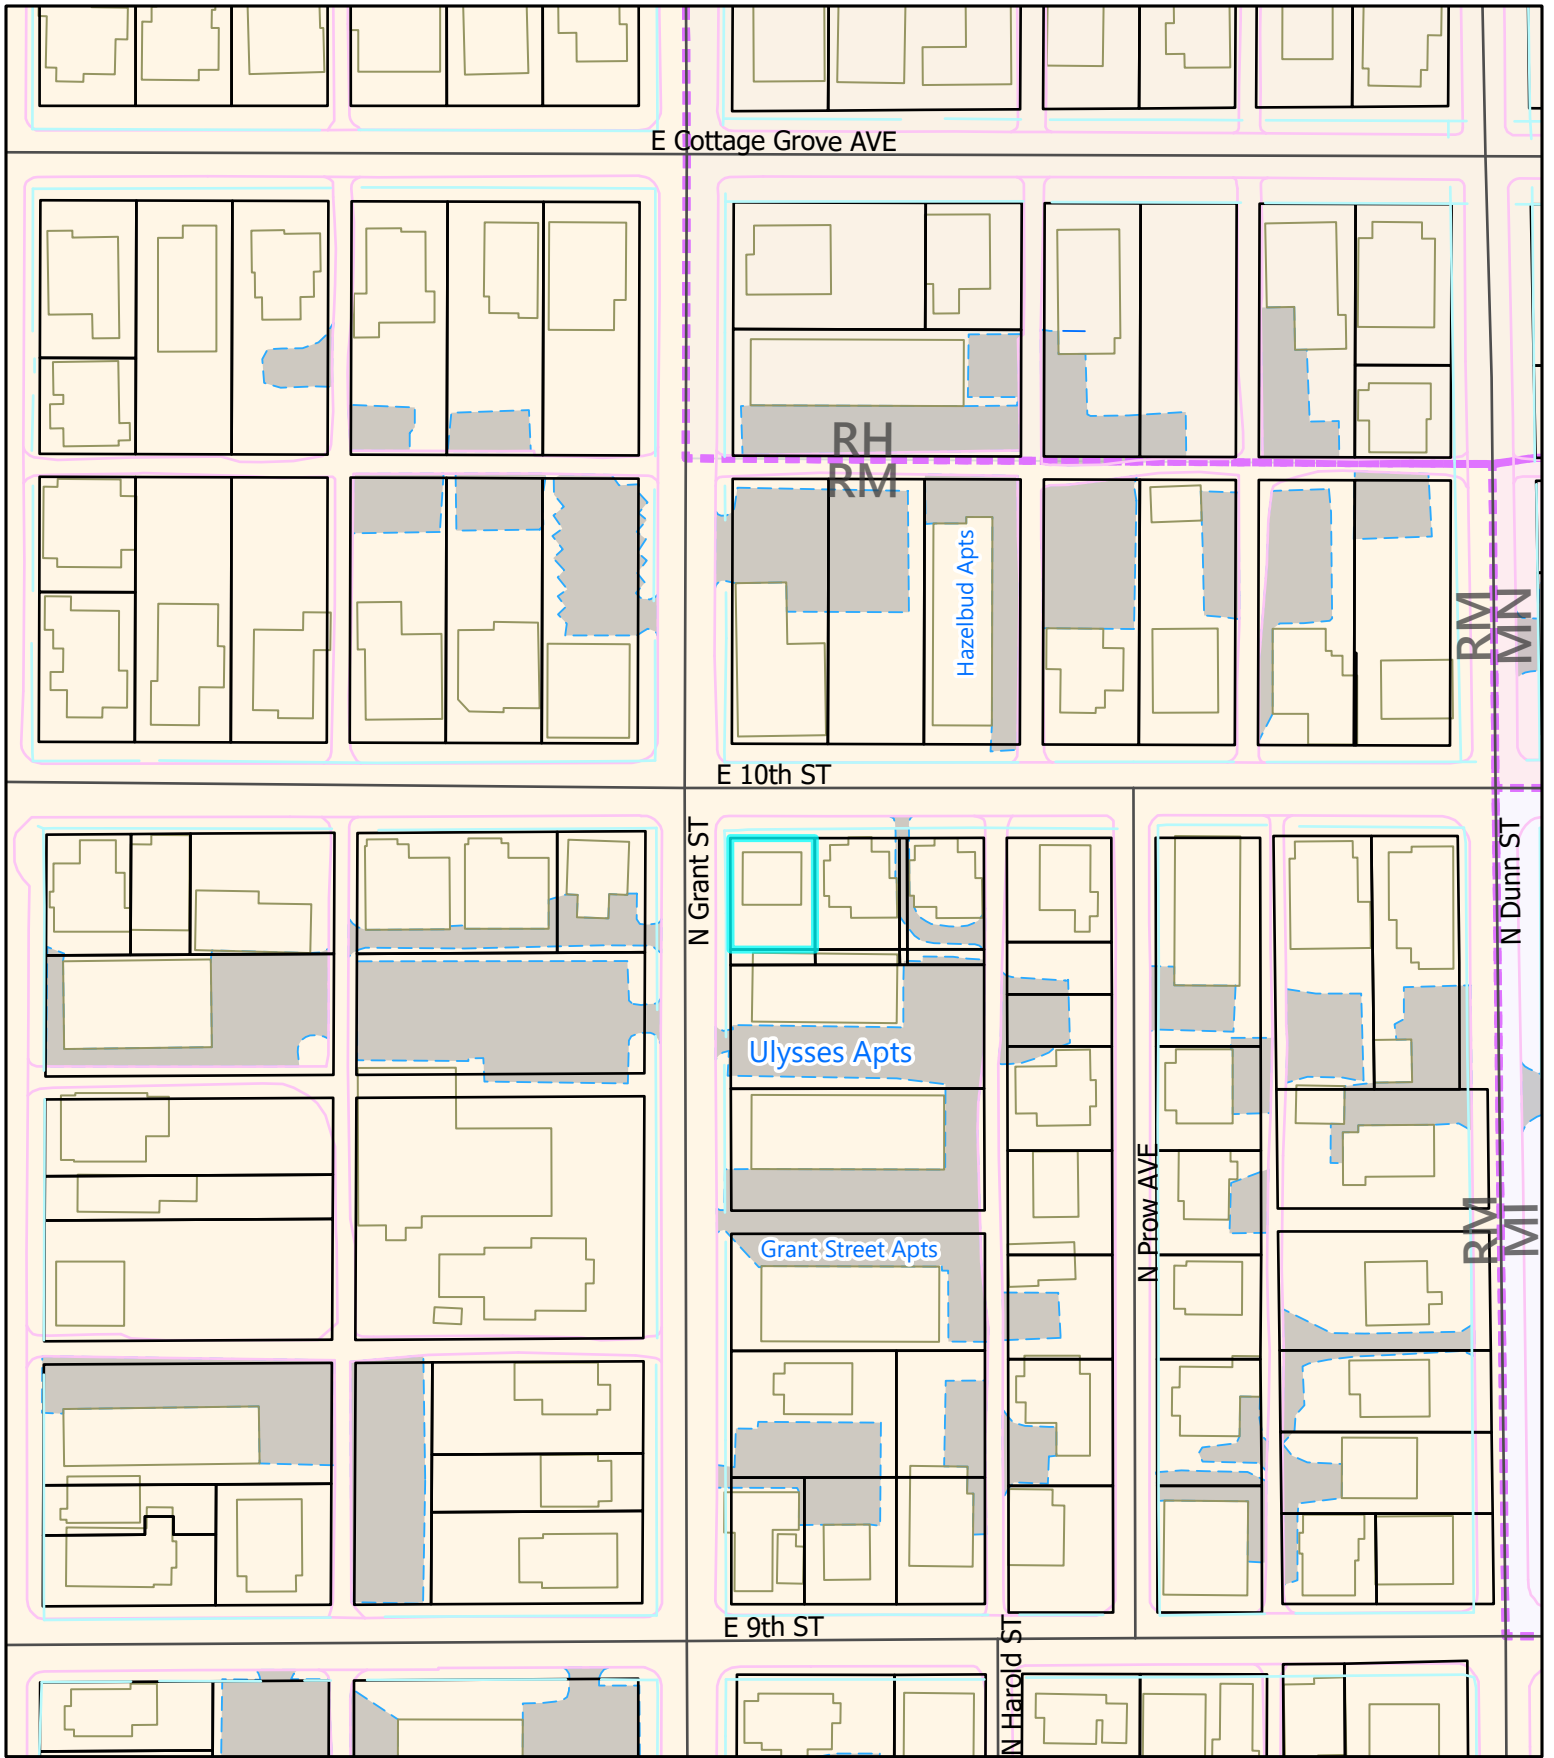 E Cottage Grove AVE
RH
RM
Hazelbud Apts
RM
MN
E 10th ST
N Grant ST
N Dunn ST
Ulysses Apts
N Prow AVE
RM
MI
Grant Street Apts
E 9th ST
N Harold ST